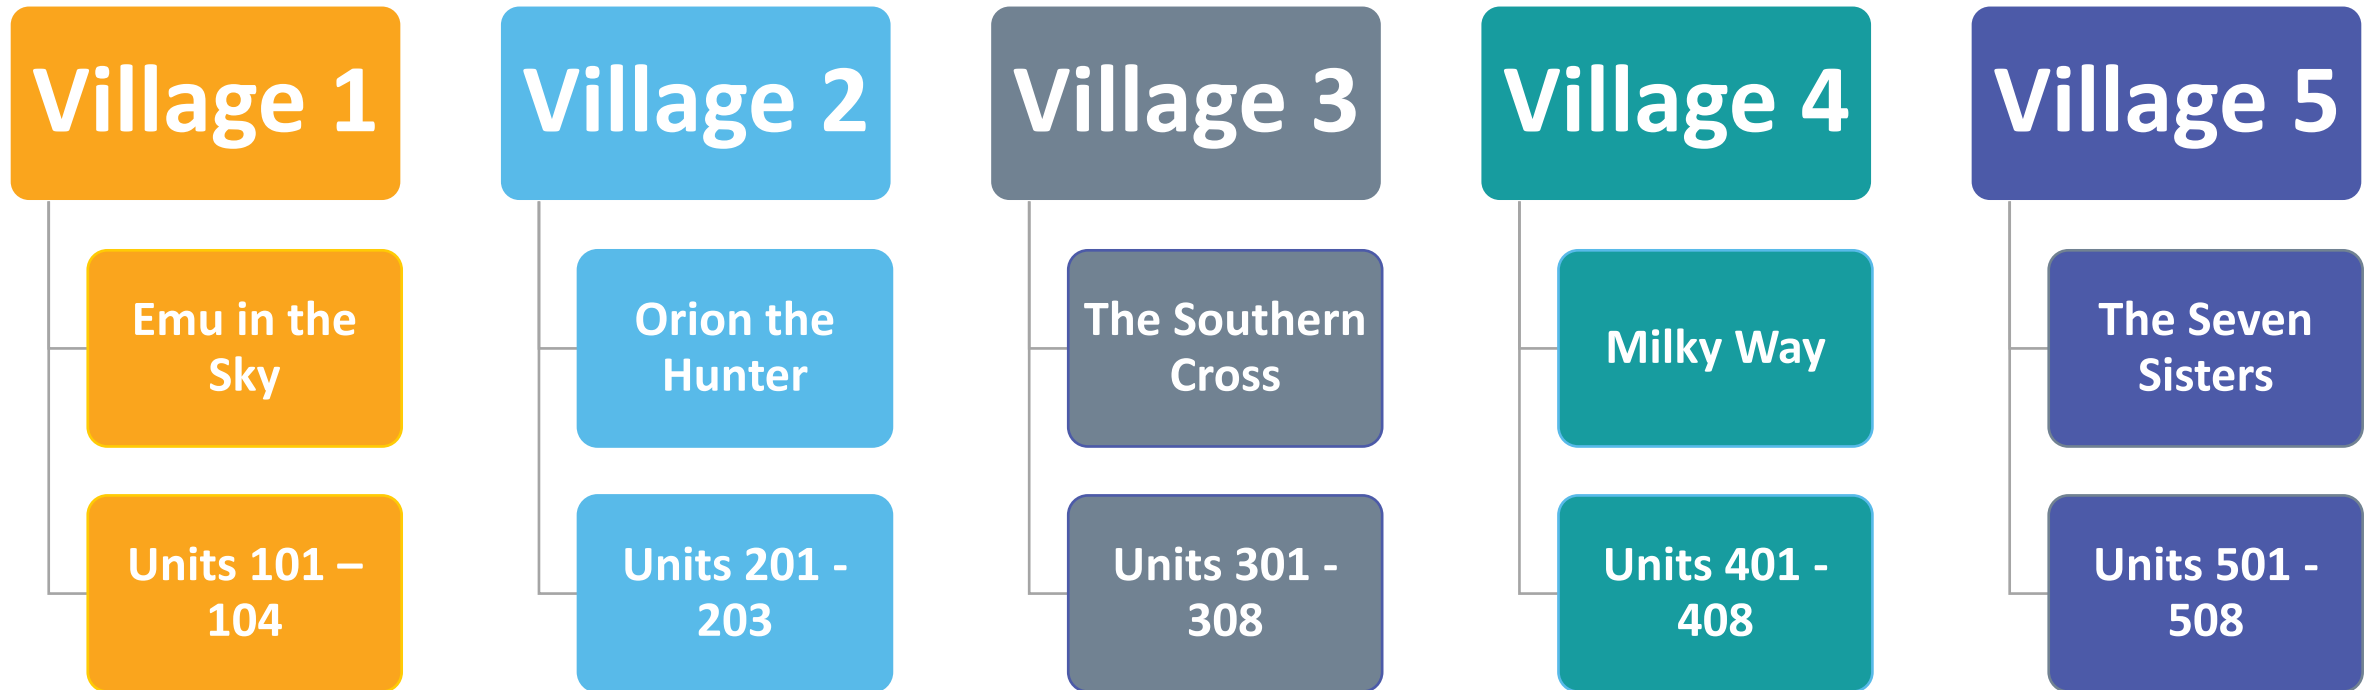 Village 1
Emu in the
Sky
Units 101 –
104
Village 2
Orion the
Hunter
Units 201 -
203
Village 3
The Southern
Cross
Units 301 -
308
Village 4
Milky Way
Units 401 -
408
Village 5
The Seven
Sisters
Units 501 -
508